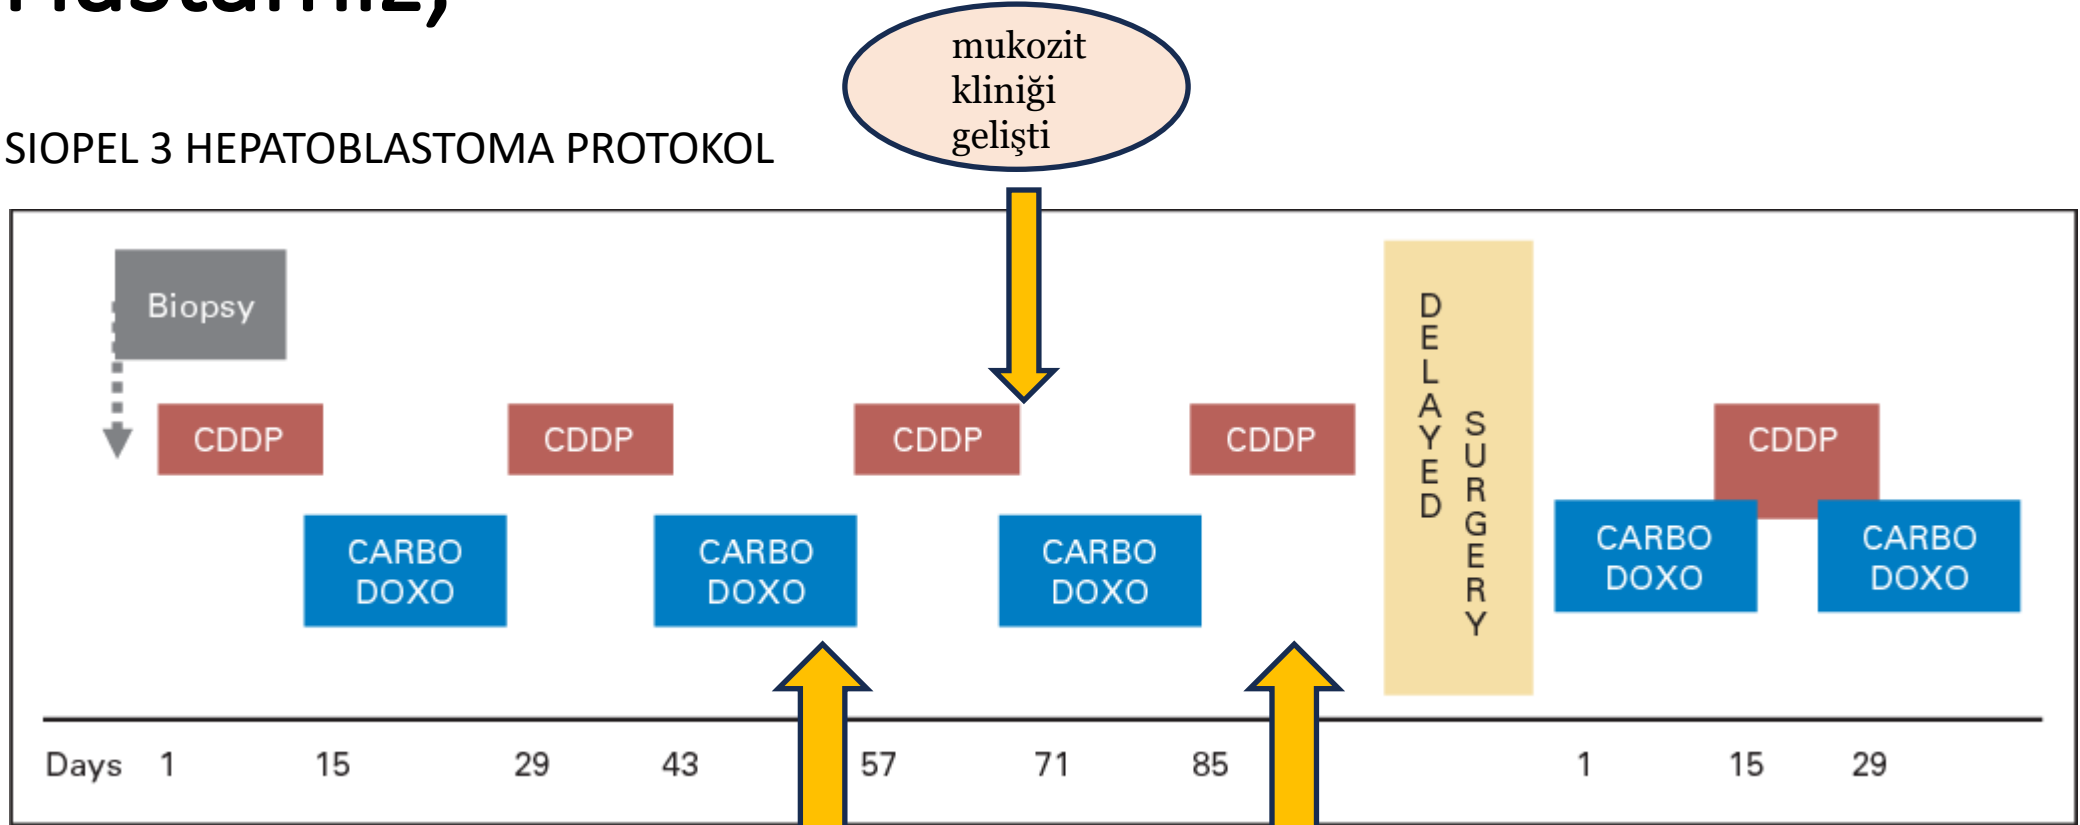 Hastamız,
mukozit
kliniği
gelişti
SIOPEL 3 HEPATOBLASTOMA PROTOKOL
Biopsy
CDDP
CDDP
CDDP
CDDP
CARBO
DOXO
CARBO
DOXO
CARBO
DOXO
DELAYED
SURGERY
CDDP
CARBO
DOXO
CARBO
DOXO
Days 1 15 29 43 57 71 85 1 15 29